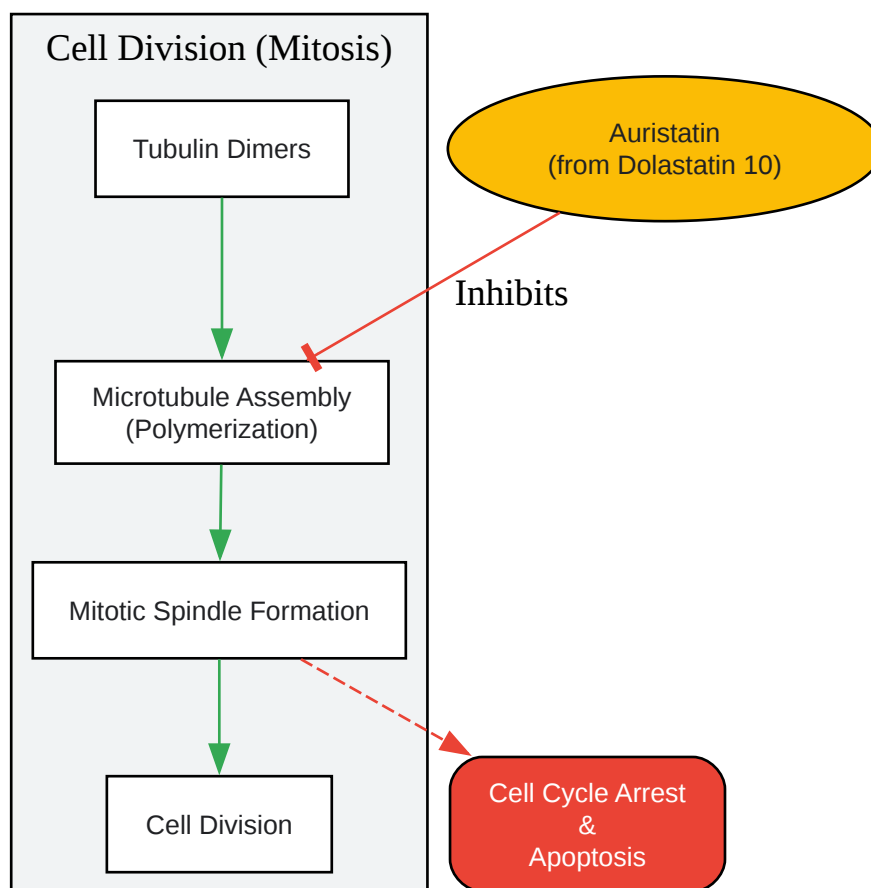 Cell Division (Mitosis)
Tubulin Dimers
Auristatin
(from Dolastatin 10)
Inhibits
Microtubule Assembly
(Polymerization)
Mitotic Spindle Formation
Cell Division
Cell Cycle Arrest
&
Apoptosis